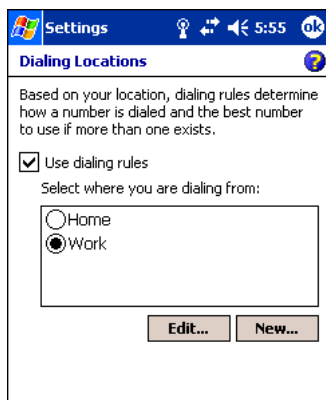 Settings 5:55 ok
Dialing Locations ?
Based on your location, dialing rules determine
how a number is dialed and the best number
to use if more than one exists.
Use dialing rules
Select where you are dialing from:
Home
Work
Edit... New...